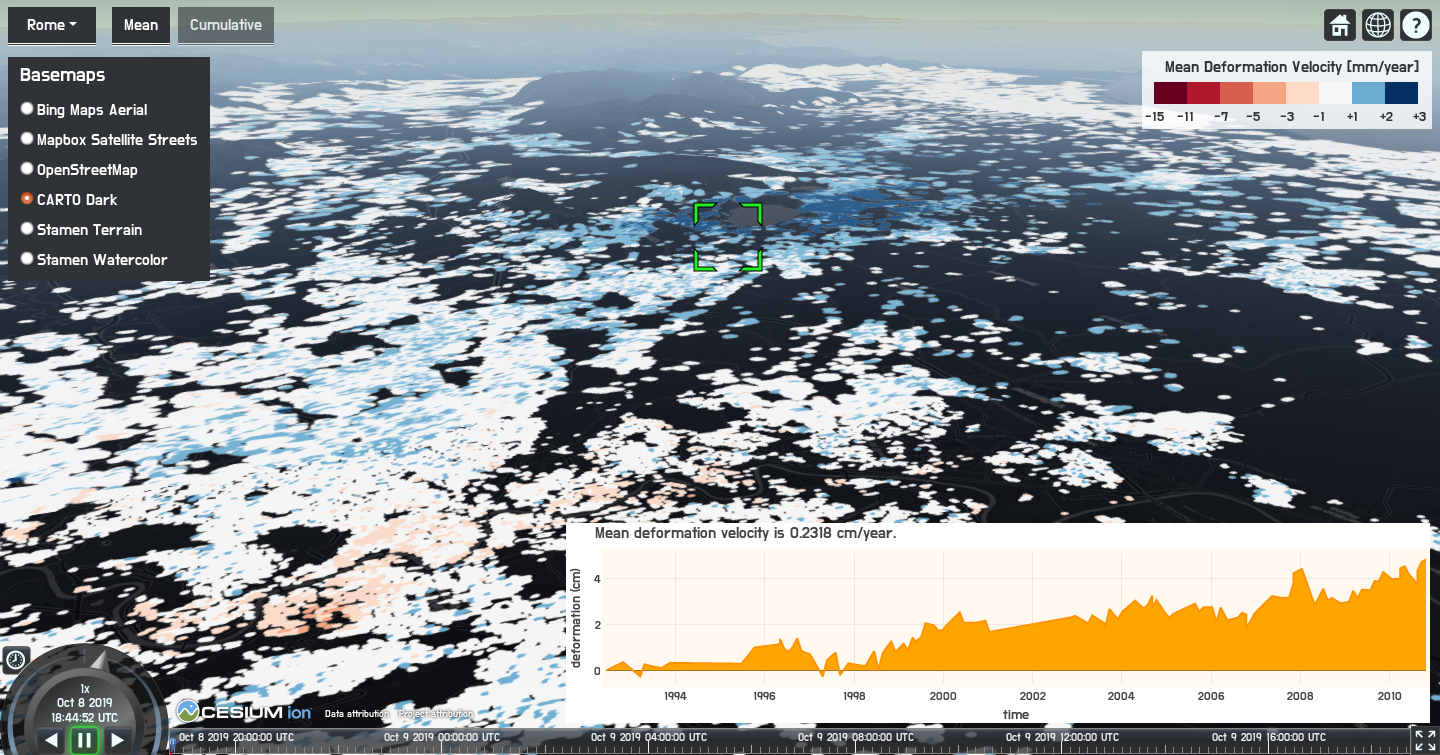 Rome
Mean
Cumulative
?
Basemaps
Bing Maps Aerial
Mapbox Satellite Streets
OpenStreetMap
CARTO Dark
Stamen Terrain
Stamen Watercolor
Mean Deformation Velocity [mm/year]
-15 -11 -7 -5 -3 -1 +1 +2 +3
Mean deformation velocity is 0.2318 cm/year.
deformation (cm)
4
2
0
1994 1996 1998 2000 2002 2004 2006 2008 2010
time
1x
Oct 8 2019
18:44:52 UTC
CESIUM ion
Data attribution
Project attribution
Oct 8 2019 20:00:00 UTC
Oct 9 2019 00:00:00 UTC
Oct 9 2019 04:00:00 UTC
Oct 9 2019 08:00:00 UTC
Oct 9 2019 12:00:00 UTC
Oct 9 2019 16:00:00 UTC